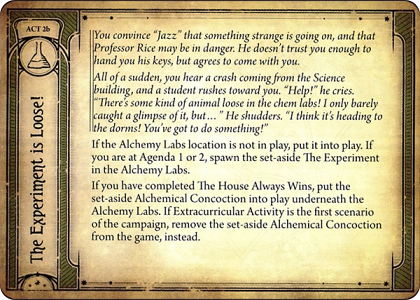 ACT 2b
The Experiment is Loose!
You convince “Jazz” that something strange is going on, and that
Professor Rice may be in danger. He doesn’t trust you enough to
hand you his keys, but agrees to come with you.
All of a sudden, you hear a crash coming from the Science
building, and a student rushes toward you. “Help!” he cries.
“There’s some kind of animal loose in the chem labs! I only barely
caught a glimpse of it, but… ” He shudders. “I think it’s heading to
the dorms! You’ve got to do something!”
If the Alchemy Labs location is not in play, put it into play. If
you are at Agenda 1 or 2, spawn the set-aside The Experiment
in the Alchemy Labs.
If you have completed The House Always Wins, put the
set-aside Alchemical Concoction into play underneath the
Alchemy Labs. If Extracurricular Activity is the first scenario
of the campaign, remove the set-aside Alchemical Concoction
from the game, instead.